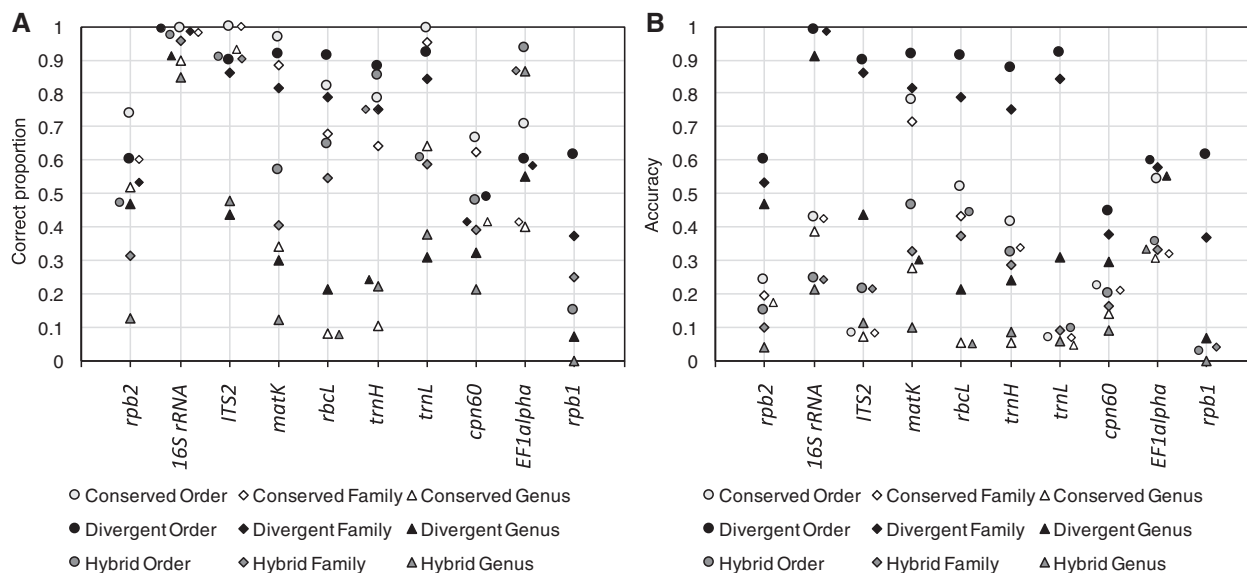 A
B
Correct proportion
1
0.9
0.8
0.7
0.6
0.5
0.4
0.3
0.2
0.1
0
rpb2
16S rRNA
ITS2
matK
rbcL
trnH
trnL
cpn60
EF1alpha
rpb1
Conserved Order Conserved Family Conserved Genus
Divergent Order Divergent Family Divergent Genus
Hybrid Order Hybrid Family Hybrid Genus
Accuracy
1
0.9
0.8
0.7
0.6
0.5
0.4
0.3
0.2
0.1
0
rpb2
16S rRNA
ITS2
matK
rbcL
trnH
trnL
cpn60
EF1alpha
rpb1
Conserved Order Conserved Family Conserved Genus
Divergent Order Divergent Family Divergent Genus
Hybrid Order Hybrid Family Hybrid Genus